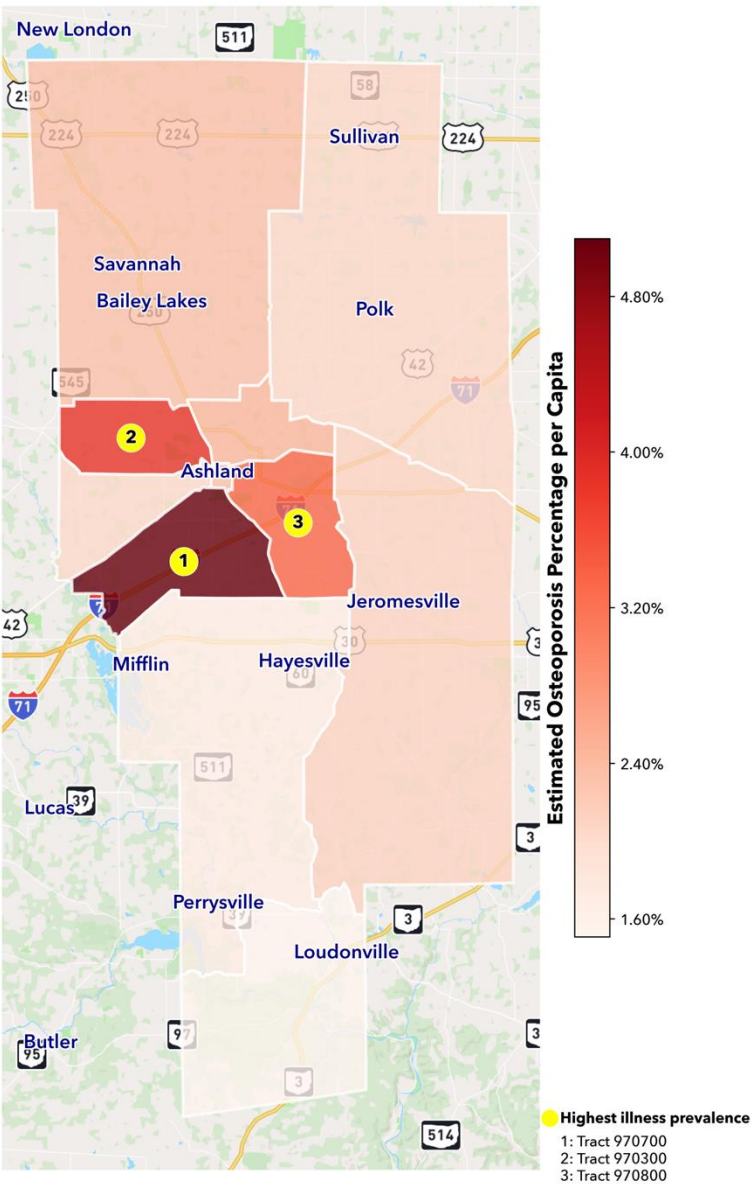 New London
511
250
58
224
224
Sullivan
224
Savannah
Bailey Lakes
250
Polk
42
545
71
2
Ashland
3
1
Jeromesville
42
30
3
Mifflin
Hayesville
60
71
95
511
Lucas
39
3
Perrysville
39
3
Loudonville
97
3
Butler
95
3
514
4.80%
4.00%
3.20%
2.40%
1.60%
Estimated Osteoporosis Percentage per Capita
Highest illness prevalence
1: Tract 970700
2: Tract 970300
3: Tract 970800